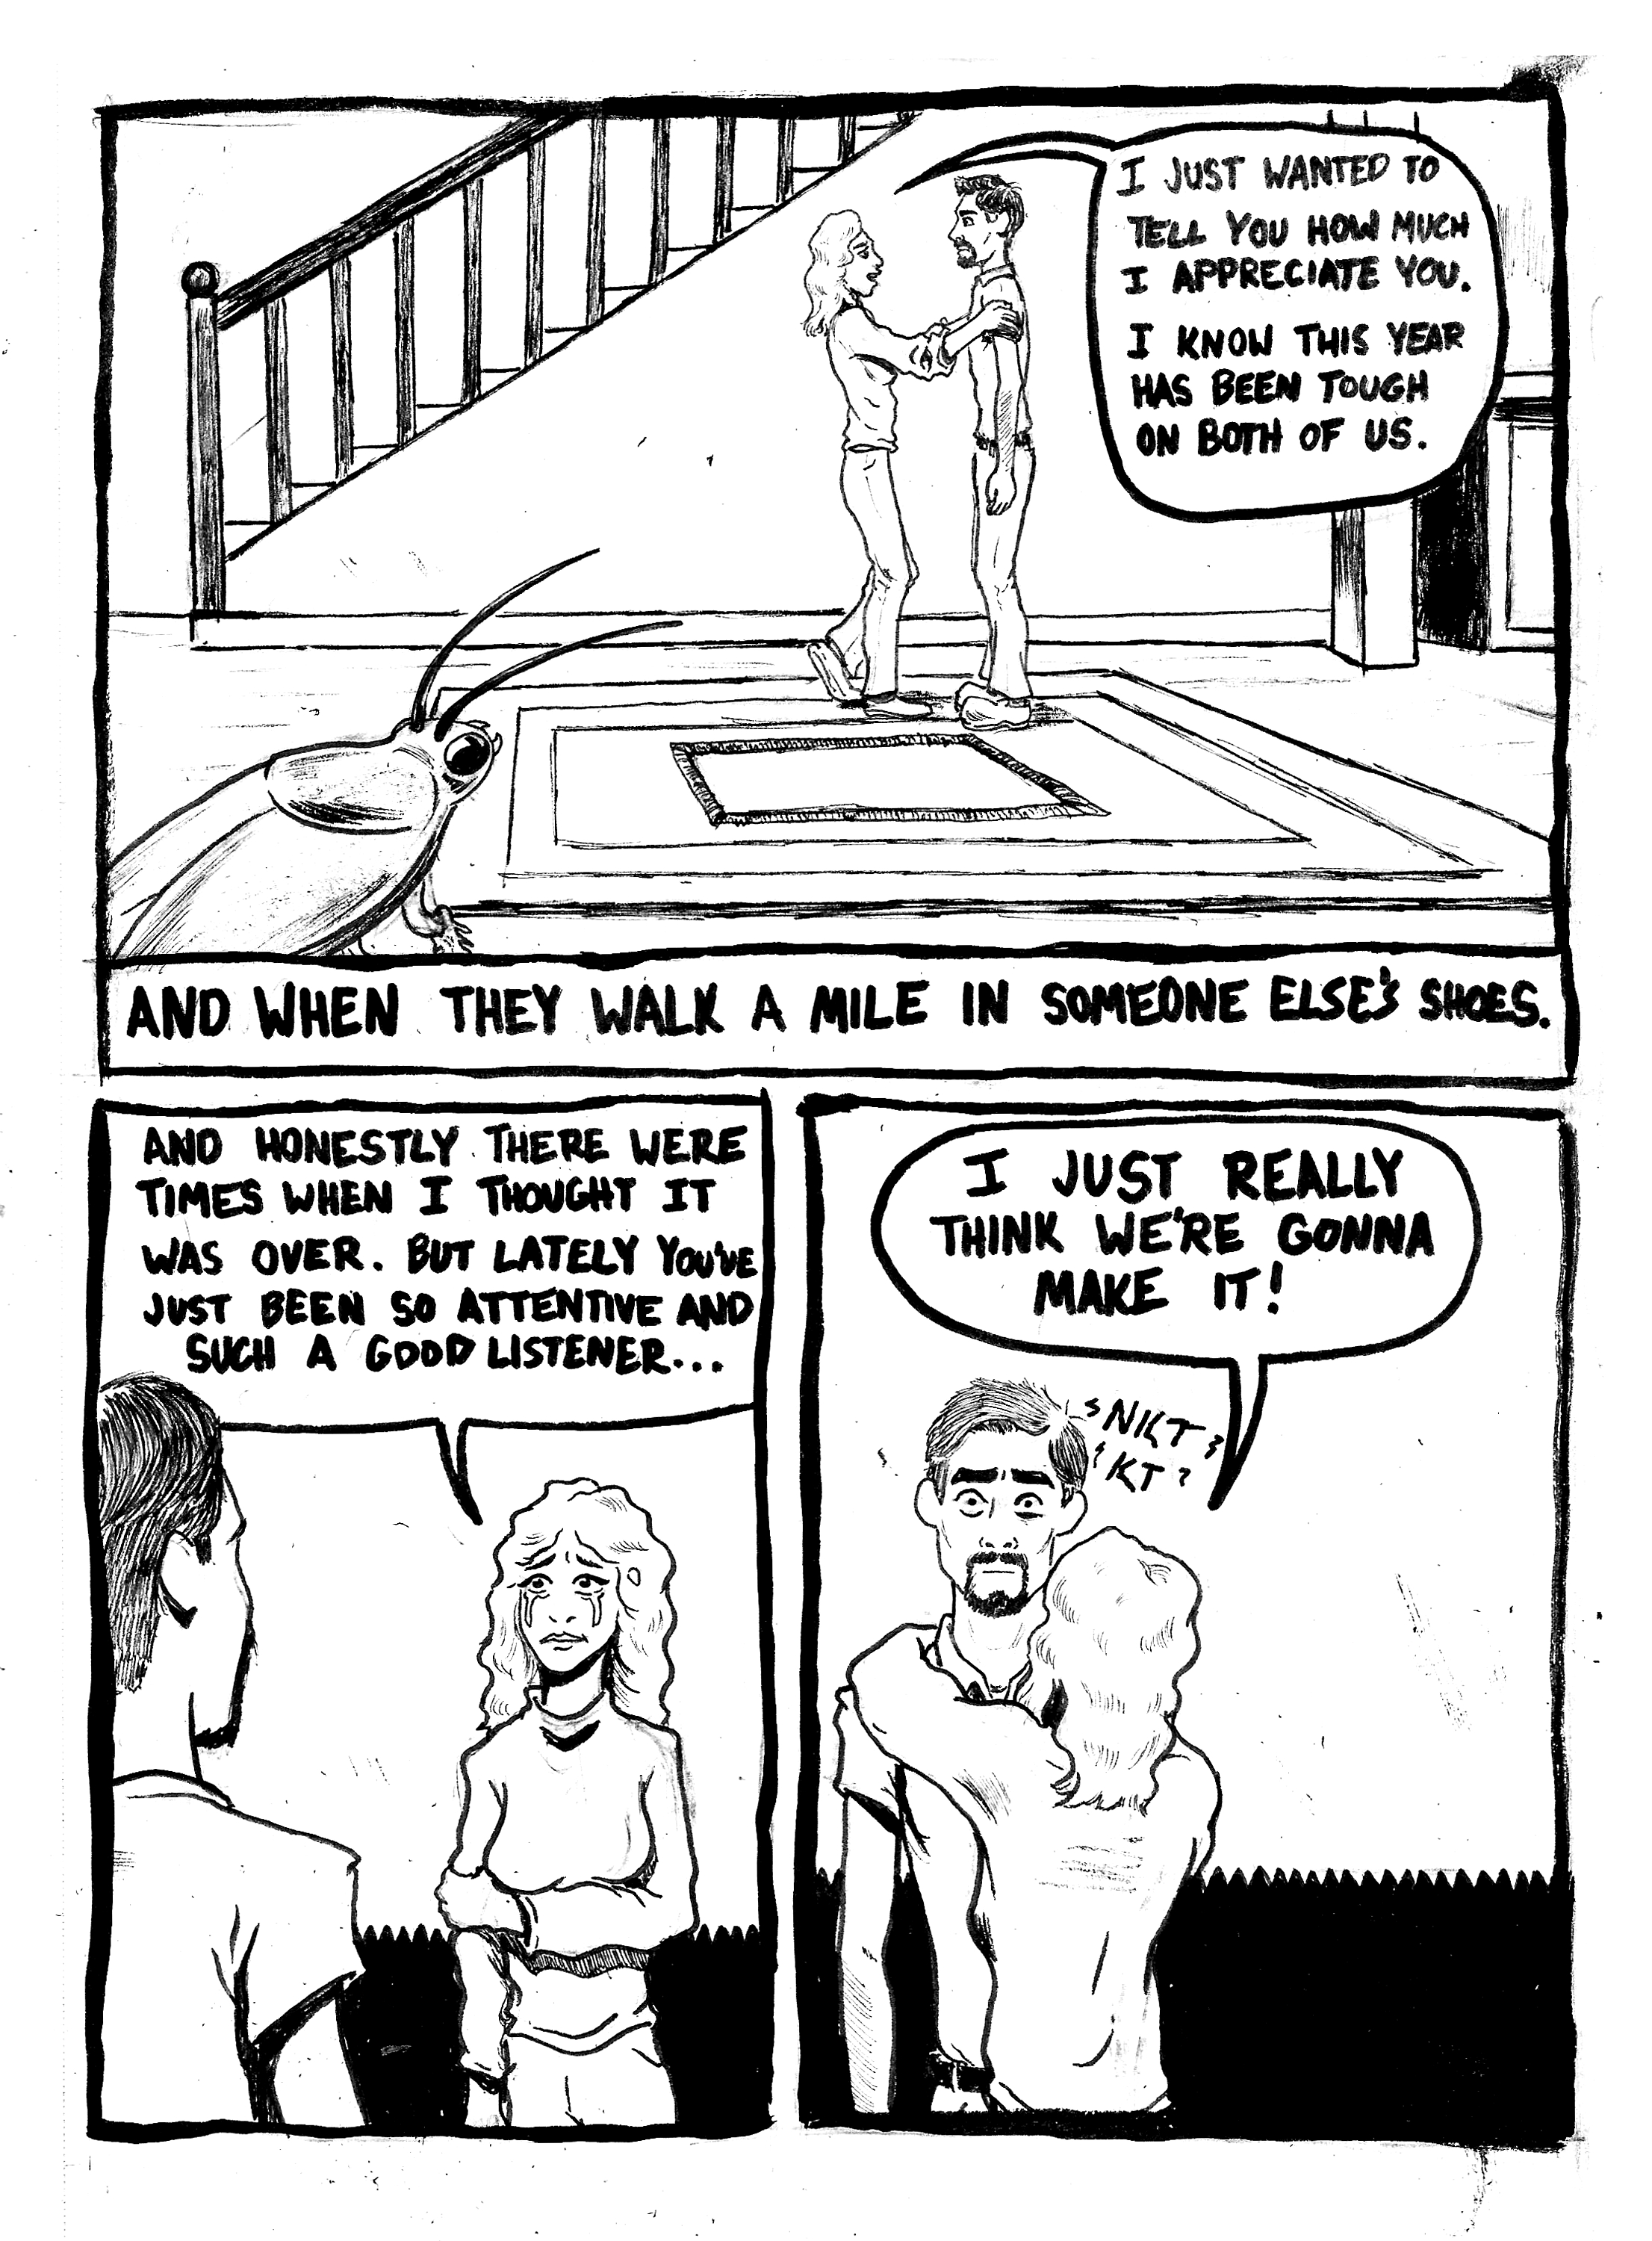 I JUST WANTED TO
TELL YOU HOW MUCH
I APPRECIATE YOU.
I KNOW THIS YEAR
HAS BEEN TOUGH
ON BOTH OF US.
AND WHEN THEY WALK A MILE IN SOMEONE ELSE'S SHOES.
AND HONESTLY THERE WERE
TIMES WHEN I THOUGHT IT
WAS OVER. BUT LATELY YOU'VE
JUST BEEN SO ATTENTIVE AND
SUCH A GOOD LISTENER...
I JUST REALLY
THINK WE'RE GONNA
MAKE IT!
NKT
KT